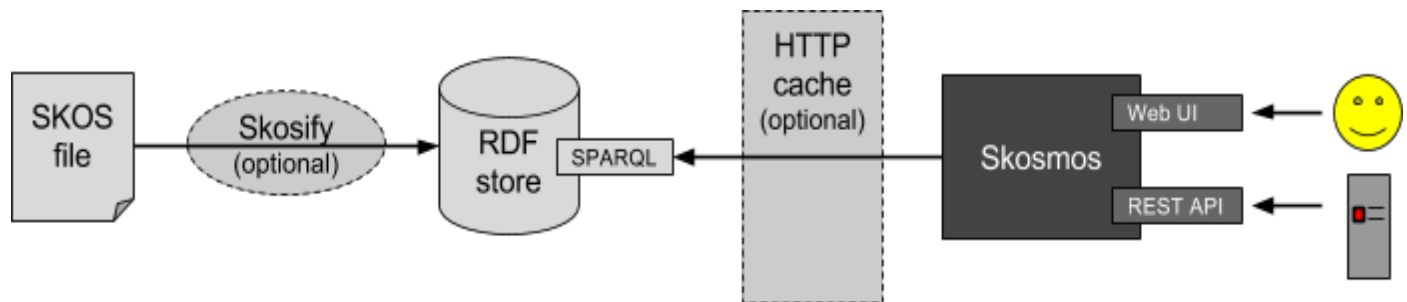 SKOS
file
Skosify
(optional)
RDF
store
SPARQL
HTTP
cache
(optional)
Skosmos
Web UI
REST API